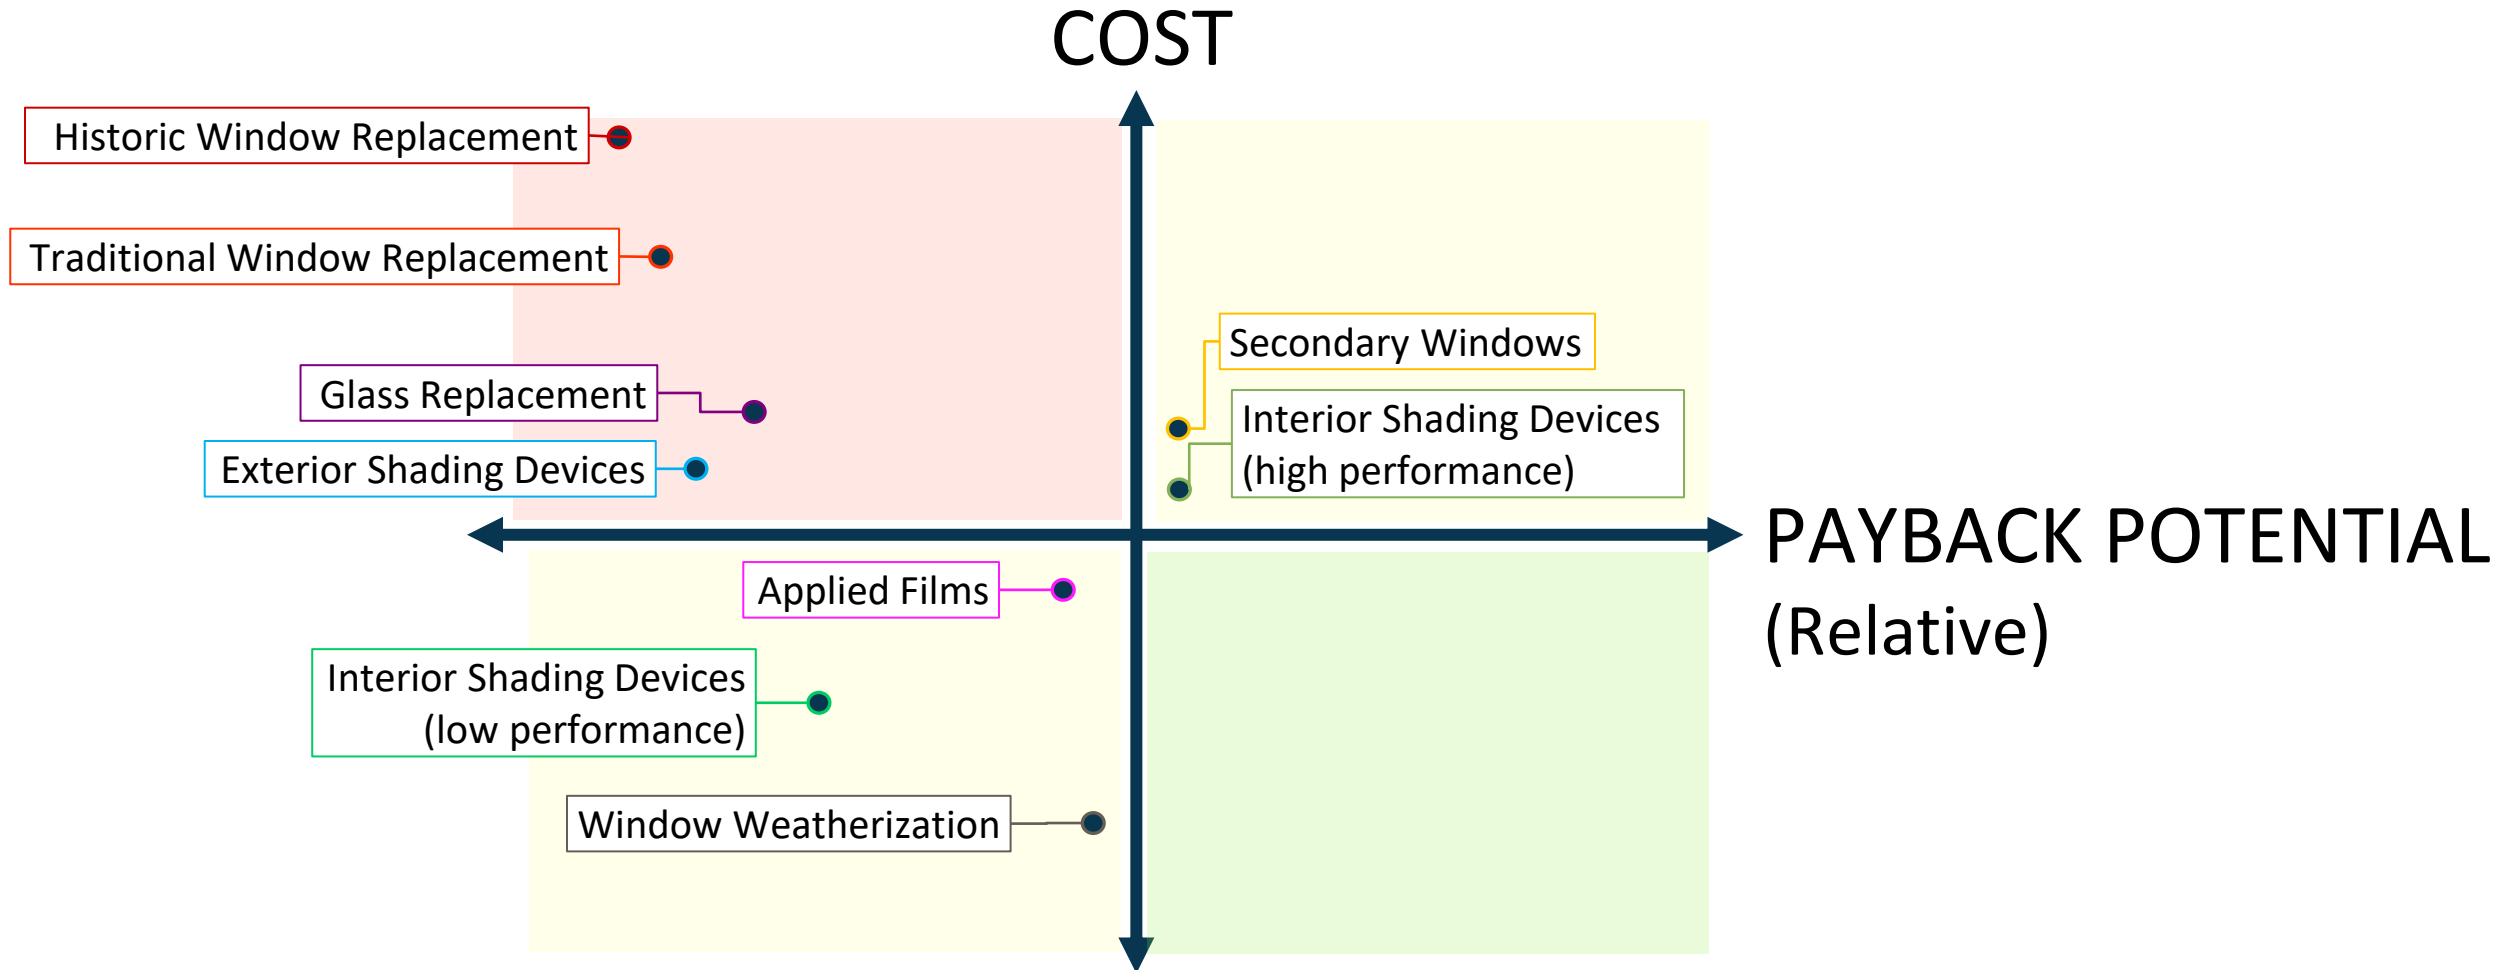 COST
Historic Window Replacement
Traditional Window Replacement
Secondary Windows
Glass Replacement
Interior Shading Devices
(high performance)
Exterior Shading Devices
PAYBACK POTENTIAL
(Relative)
Applied Films
Interior Shading Devices
(low performance)
Window Weatherization